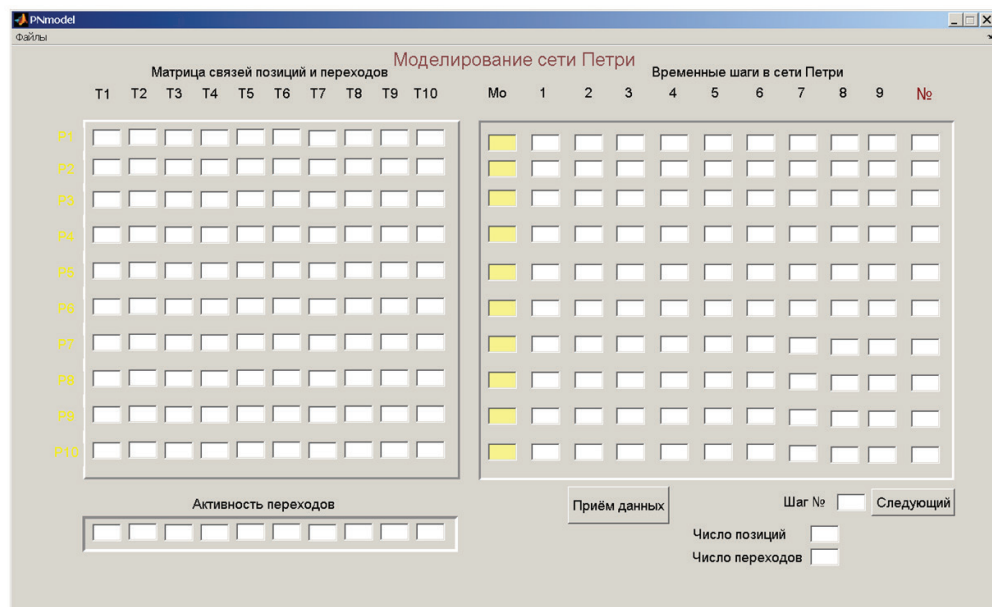 PNmodel
Файлы
Моделирование сети Петри
Матрица связей позиций и переходов
Временные шаги в сети Петри
T1 T2 T3 T4 T5 T6 T7 T8 T9 T10
Mo 1 2 3 4 5 6 7 8 9 №
P1
P2
P3
P4
P5
P6
P7
P8
P9
P10
Активность переходов
Приём данных
Шаг №
Следующий
Число позиций
Число переходов